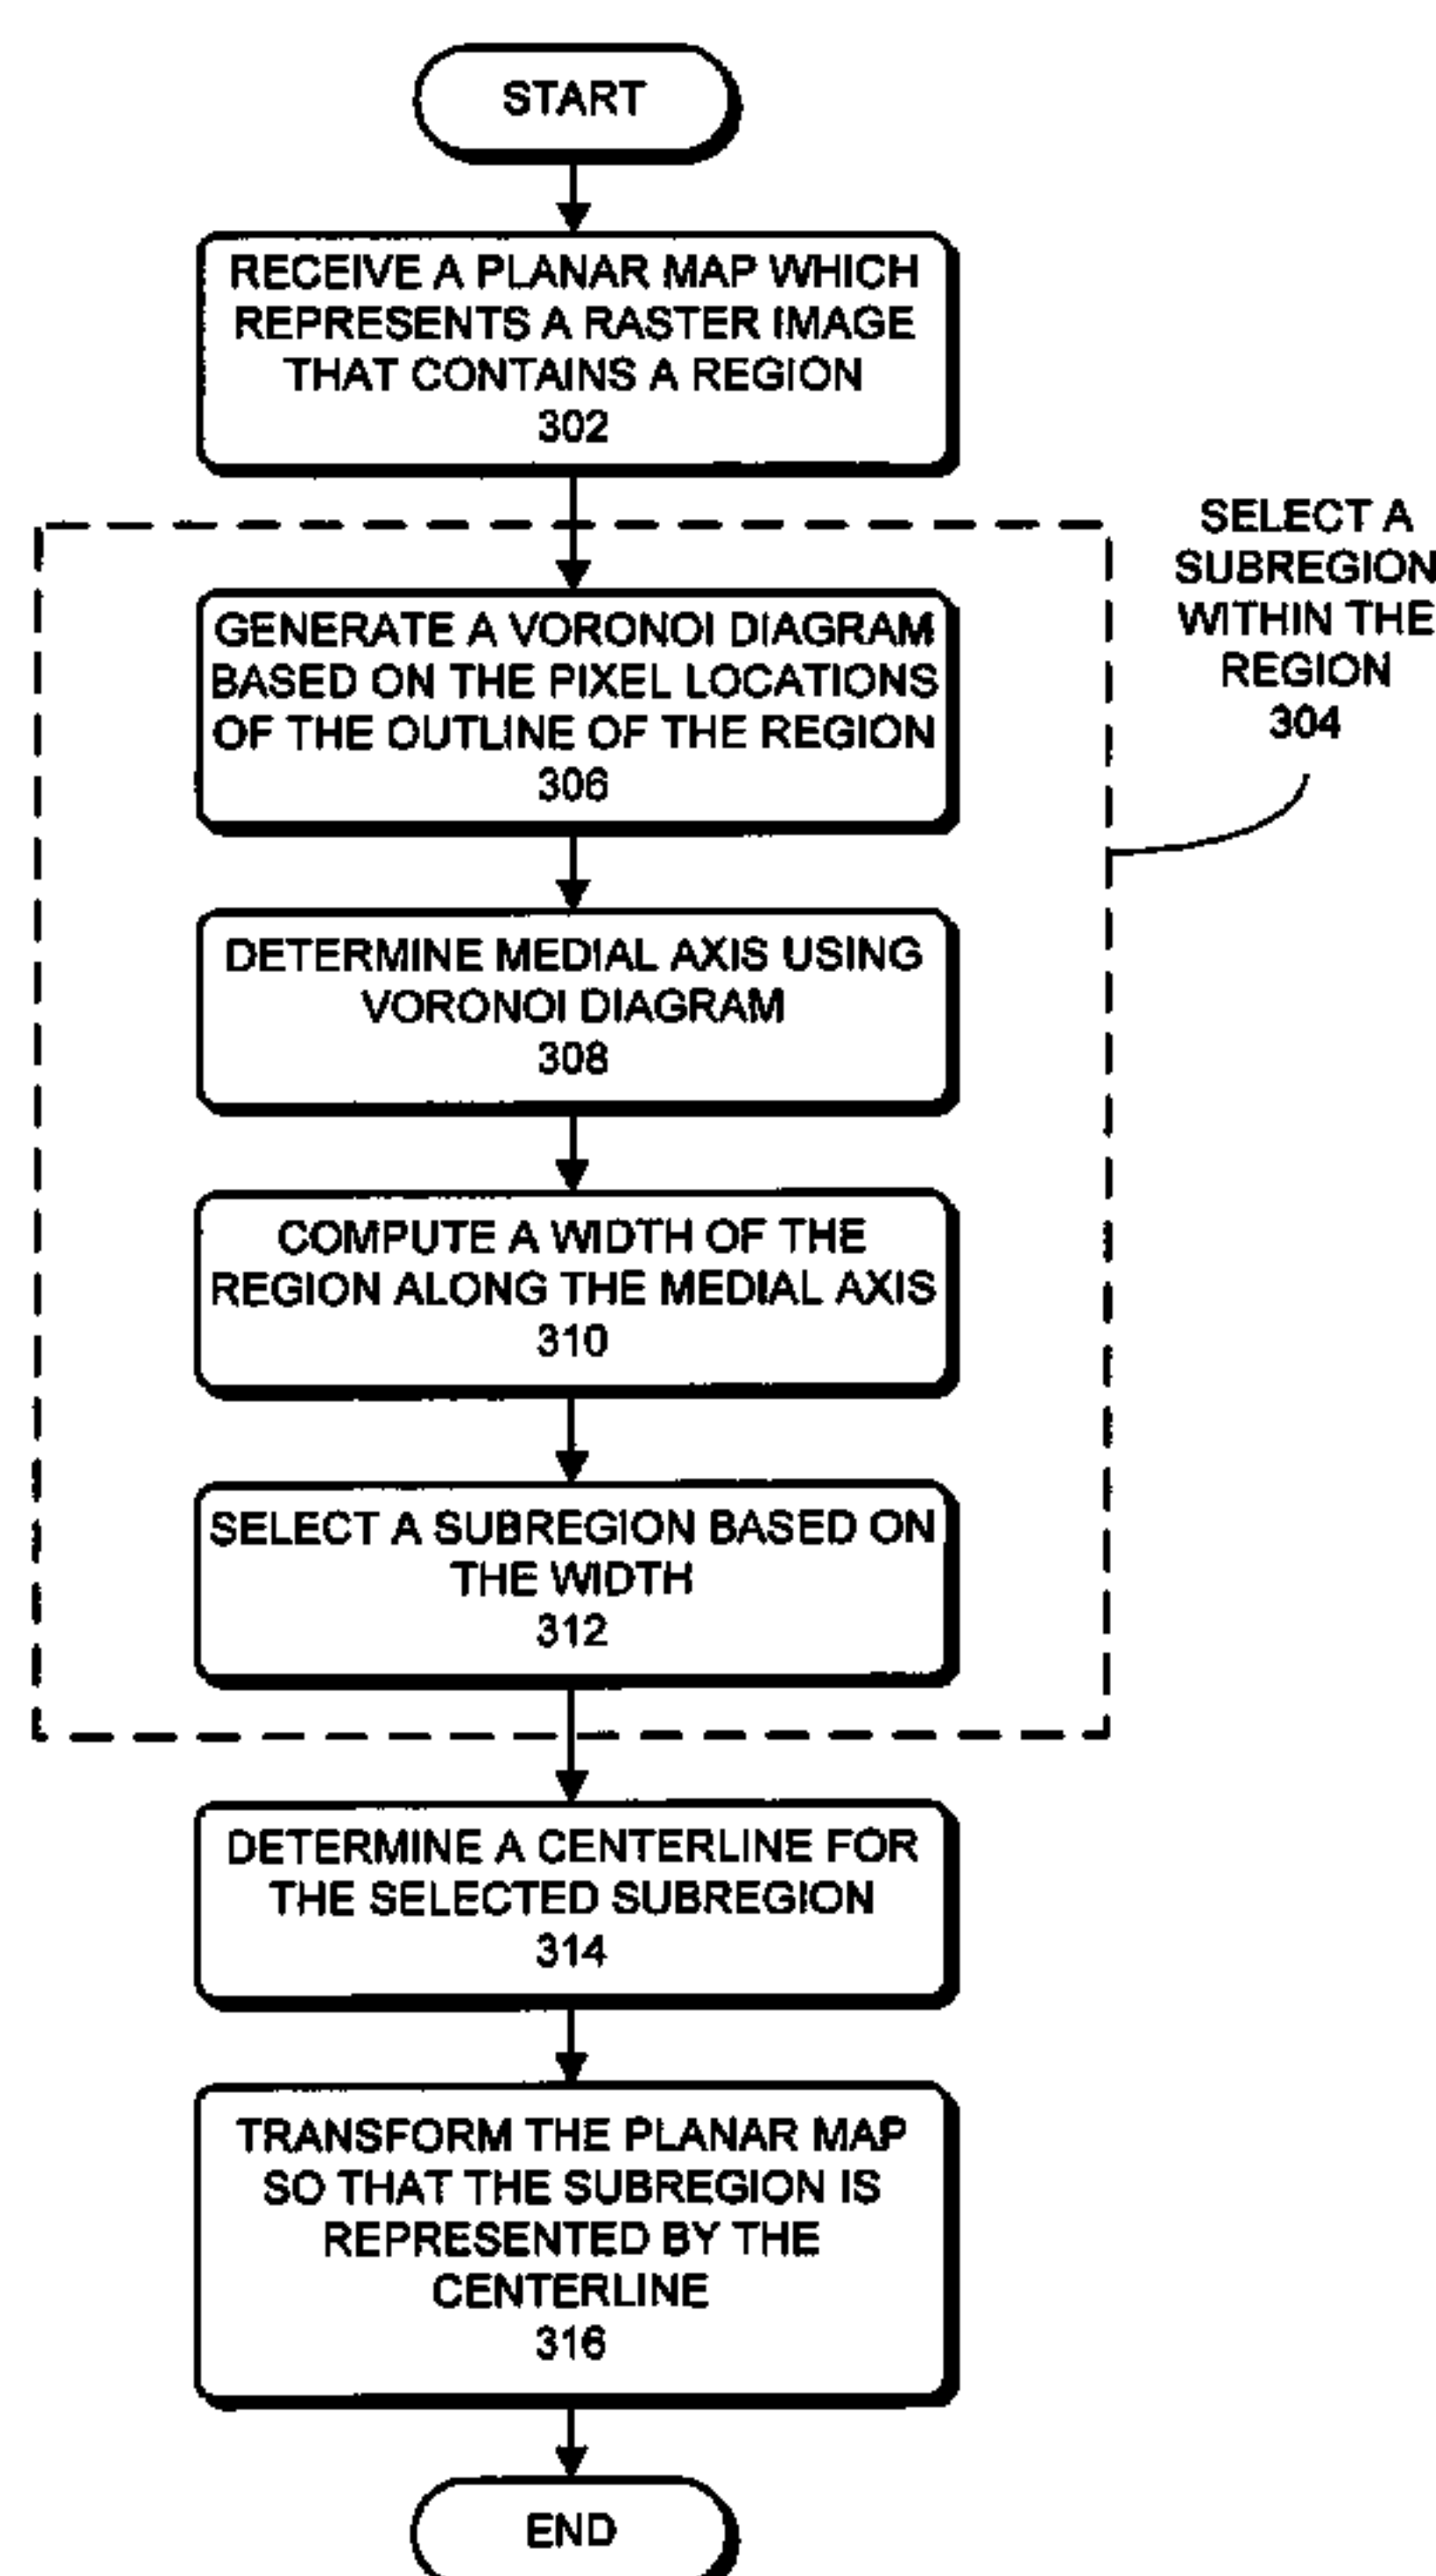 START
RECEIVE A PLANAR MAP WHICH
REPRESENTS A RASTER IMAGE
THAT CONTAINS A REGION
302
SELECT A
SUBREGION
WITHIN THE
REGION
304
GENERATE A VORONOI DIAGRAM
BASED ON THE PIXEL LOCATIONS
OF THE OUTLINE OF THE REGION
306
DETERMINE MEDIAL AXIS USING
VORONOI DIAGRAM
308
COMPUTE A WIDTH OF THE
REGION ALONG THE MEDIAL AXIS
310
SELECT A SUBREGION BASED ON
THE WIDTH
312
DETERMINE A CENTERLINE FOR
THE SELECTED SUBREGION
314
TRANSFORM THE PLANAR MAP
SO THAT THE SUBREGION IS
REPRESENTED BY THE
CENTERLINE
316
END